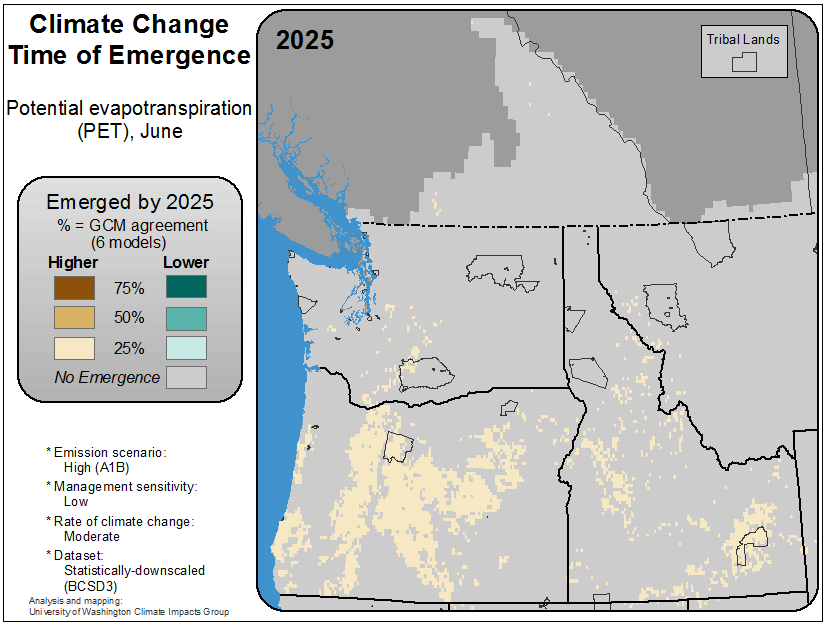 Climate Change
Time of Emergence
Potential evapotranspiration
(PET), June
Emerged by 2025
% = GCM agreement
(6 models)
Higher Lower
75%
50%
25%
No Emergence
* Emission scenario:
High (A1B)
* Management sensitivity:
Low
* Rate of climate change:
Moderate
* Dataset:
Statistically-downscaled
(BCSD3)
Analysis and mapping:
University of Washington Climate Impacts Group
2025
Tribal Lands